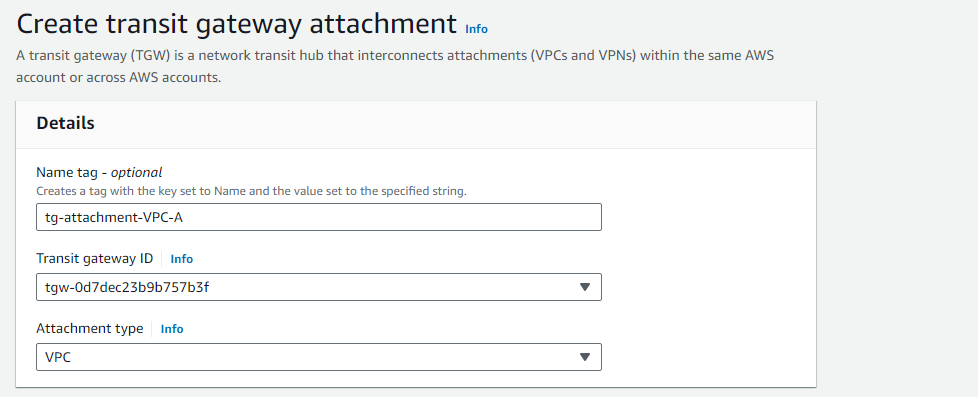 Create transit gateway attachment Info
A transit gateway (TGW) is a network transit hub that interconnects attachments (VPCs and VPNs) within the same AWS
account or across AWS accounts.
Details
Name tag - optional
Creates a tag with the key set to Name and the value set to the specified string.
tg-attachment-VPC-A
Transit gateway ID Info
tgw-0d7dec23b9b757b3f
Attachment type Info
VPC